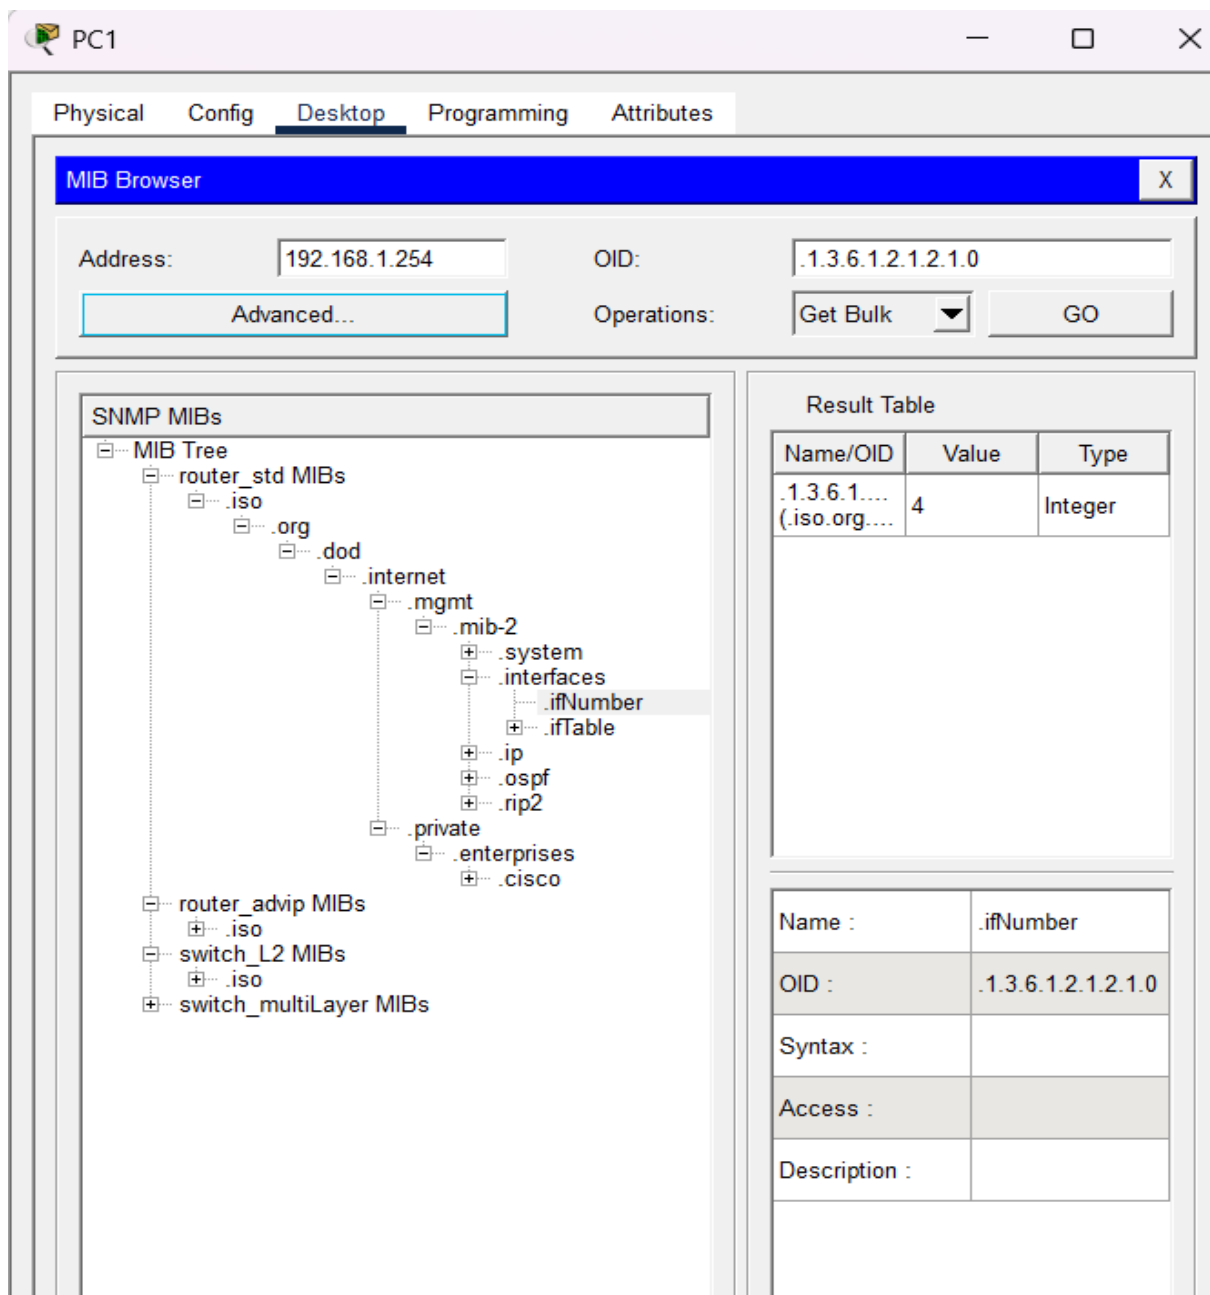 PC1
Physical Config Desktop Programming Attributes
MIB Browser X
Address: 192.168.1.254 OID: .1.3.6.1.2.1.2.1.0
Advanced... Operations: Get Bulk GO
SNMP MIBs
MIB Tree
router_std MIBs
.iso
.org
.dod
.internet
.mgmt
.mib-2
.system
.interfaces
.ifNumber
.ifTable
.ip
.ospf
.rip2
.private
.enterprises
.cisco
router_advip MIBs
.iso
switch_L2 MIBs
.iso
switch_multiLayer MIBs
Result Table
Name/OID Value Type
.1.3.6.1....
(.iso.org.... 4 Integer
Name : .ifNumber
OID : .1.3.6.1.2.1.2.1.0
Syntax :
Access :
Description :